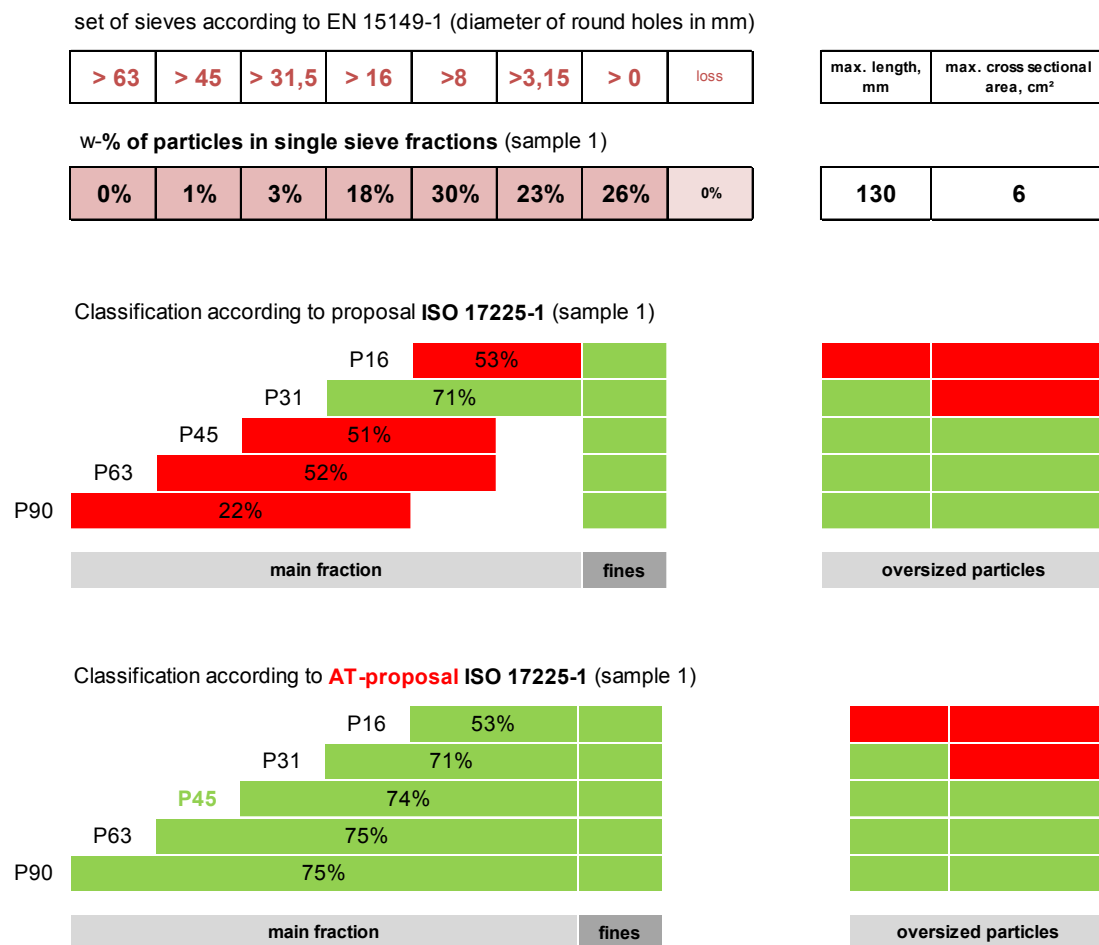 set of sieves according to EN 15149-1 (diameter of round holes in mm)
> 63 > 45 > 31,5 > 16 >8 >3,15 > 0 loss max. length, mm max. cross sectional area, cm²
w-% of particles in single sieve fractions (sample 1)
0% 1% 3% 18% 30% 23% 26% 0% 130 6
Classification according to proposal ISO 17225-1 (sample 1)
P16 53%
P31 71%
P45 51%
P63 52%
P90 22%
main fraction fines oversized particles
Classification according to AT-proposal ISO 17225-1 (sample 1)
P16 53%
P31 71%
P45 74%
P63 75%
P90 75%
main fraction fines oversized particles